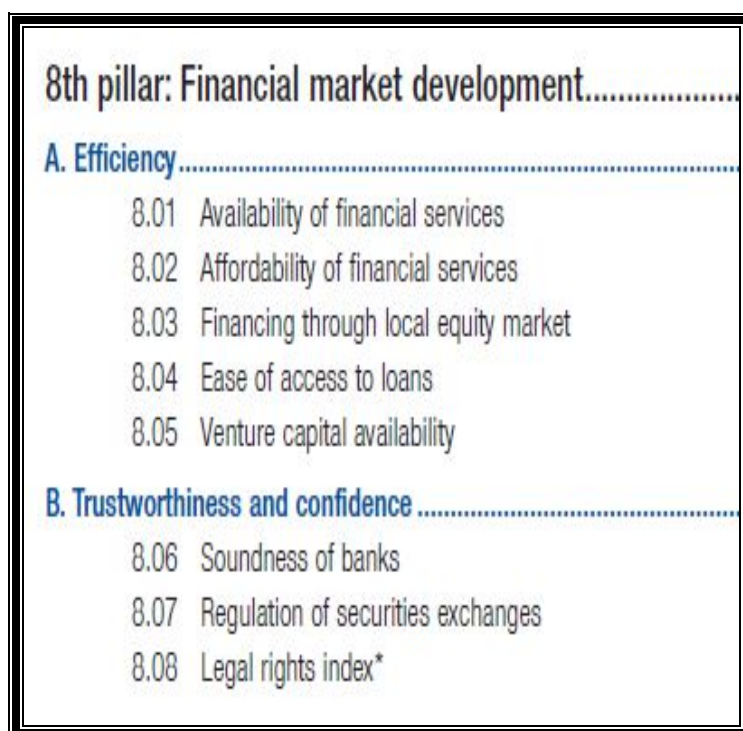 8th pillar: Financial market development...................
A. Efficiency.....................................................................................
8.01 Availability of financial services
8.02 Affordability of financial services
8.03 Financing through local equity market
8.04 Ease of access to loans
8.05 Venture capital availability
B. Trustworthiness and confidence .................................................
8.06 Soundness of banks
8.07 Regulation of securities exchanges
8.08 Legal rights index*